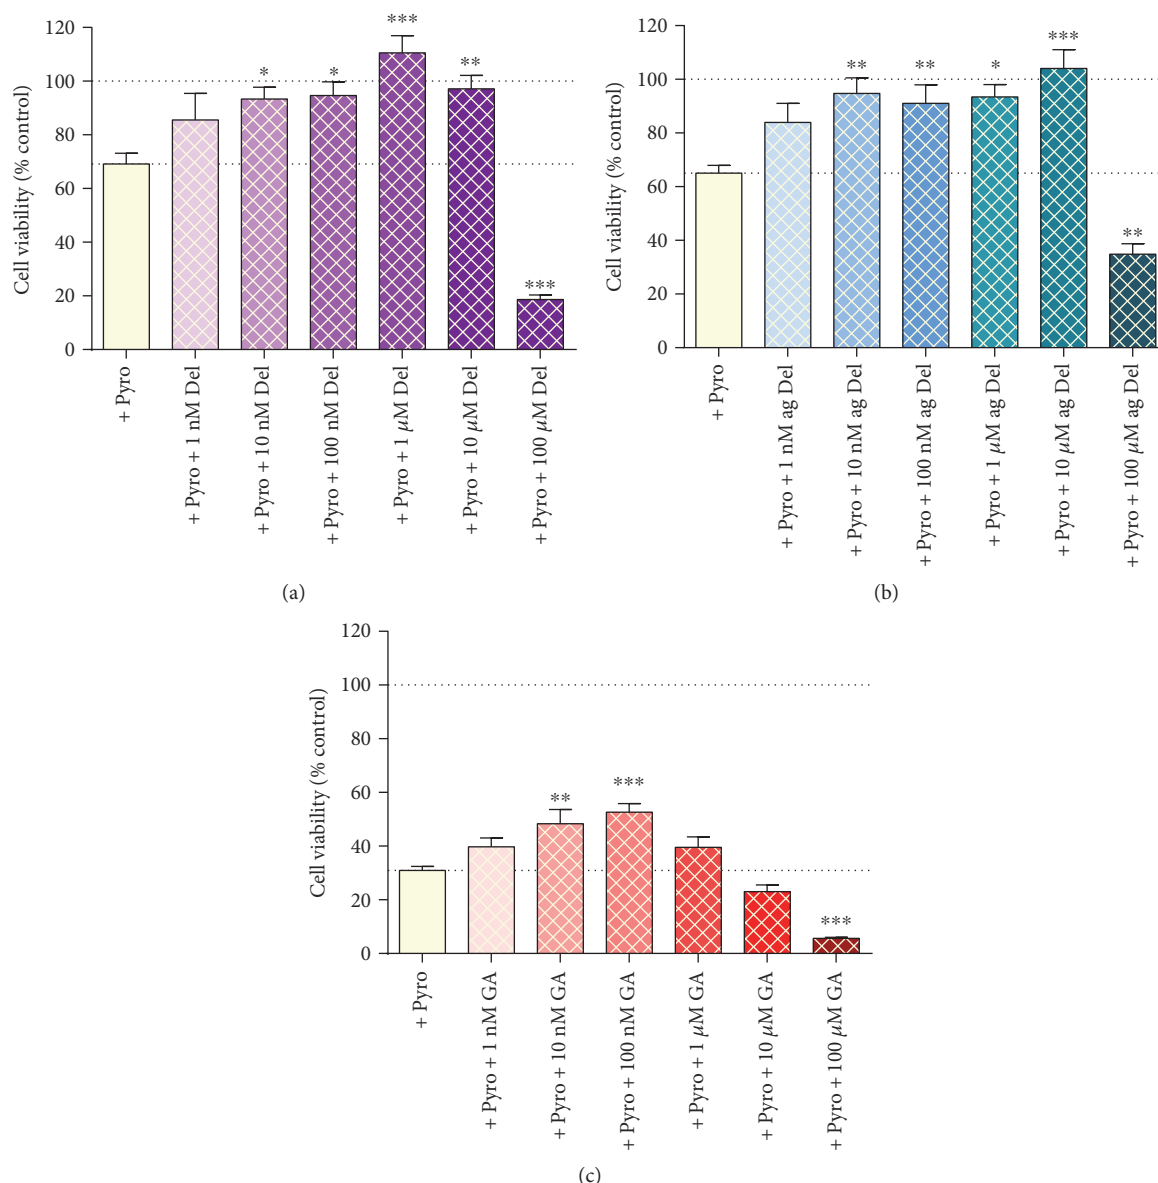 120
100
80
60
40
20
0
Cell viability (% control)
*
*
***
**
***
+ Pyro
+ Pyro + 1 nM Del
+ Pyro + 10 nM Del
+ Pyro + 100 nM Del
+ Pyro + 1 μM Del
+ Pyro + 10 μM Del
+ Pyro + 100 μM Del
(a)
120
100
80
60
40
20
0
Cell viability (% control)
**
**
*
***
**
+ Pyro
+ Pyro + 1 nM ag Del
+ Pyro + 10 nM ag Del
+ Pyro + 100 nM ag Del
+ Pyro + 1 μM ag Del
+ Pyro + 10 μM ag Del
+ Pyro + 100 μM ag Del
(b)
120
100
80
60
40
20
0
Cell viability (% control)
**
***
***
+ Pyro
+ Pyro + 1 nM GA
+ Pyro + 10 nM GA
+ Pyro + 100 nM GA
+ Pyro + 1 μM GA
+ Pyro + 10 μM GA
+ Pyro + 100 μM GA
(c)